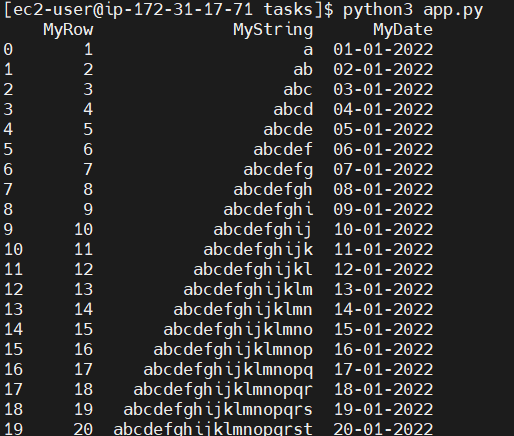 [ec2-user@ip-172-31-17-71 tasks]$ python3 app.py
MyRow MyString MyDate
0 1 a 01-01-2022
1 2 ab 02-01-2022
2 3 abc 03-01-2022
3 4 abcd 04-01-2022
4 5 abcde 05-01-2022
5 6 abcdef 06-01-2022
6 7 abcdefg 07-01-2022
7 8 abcdefgh 08-01-2022
8 9 abcdefghi 09-01-2022
9 10 abcdefghij 10-01-2022
10 11 abcdefghijk 11-01-2022
11 12 abcdefghijkl 12-01-2022
12 13 abcdefghijklm 13-01-2022
13 14 abcdefghijklmn 14-01-2022
14 15 abcdefghijklmno 15-01-2022
15 16 abcdefghijklmnop 16-01-2022
16 17 abcdefghijklmnopq 17-01-2022
17 18 abcdefghijklmnopqr 18-01-2022
18 19 abcdefghijklmnopqrs 19-01-2022
19 20 abcdefghijklmnopqrst 20-01-2022